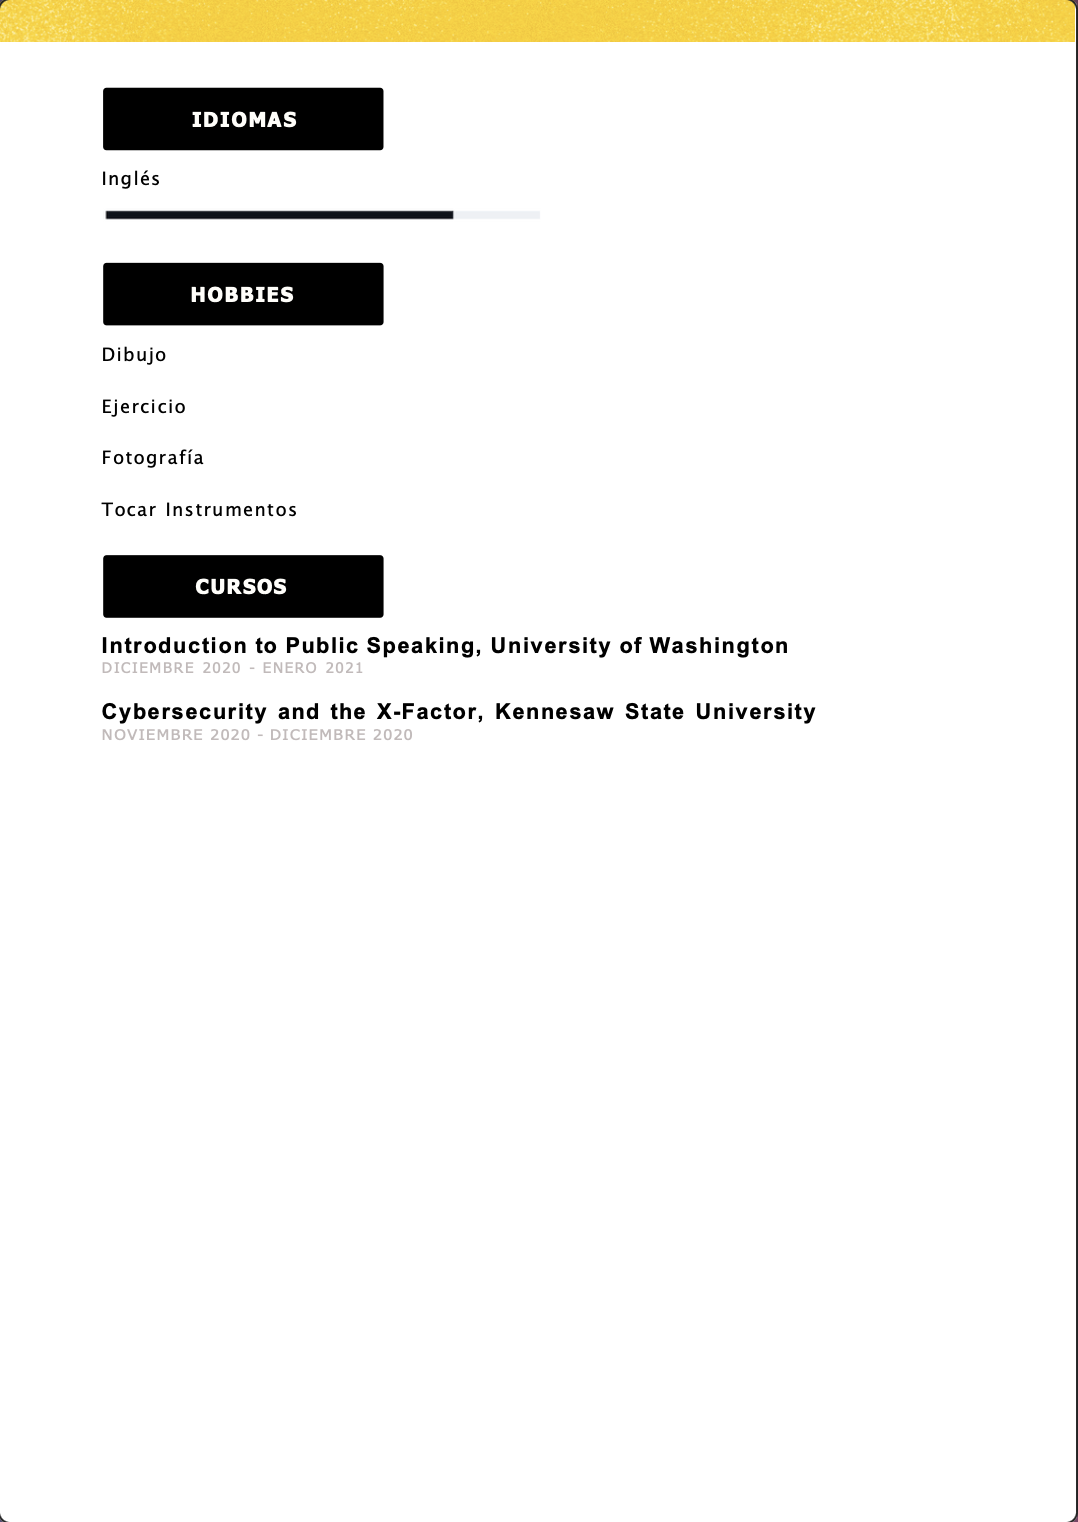 IDIOMAS
Inglés
HOBBIES
Dibujo
Ejercicio
Fotografía
Tocar Instrumentos
CURSOS
Introduction to Public Speaking, University of Washington
DICIEMBRE 2020 - ENERO 2021
Cybersecurity and the X-Factor, Kennesaw State University
NOVIEMBRE 2020 - DICIEMBRE 2020